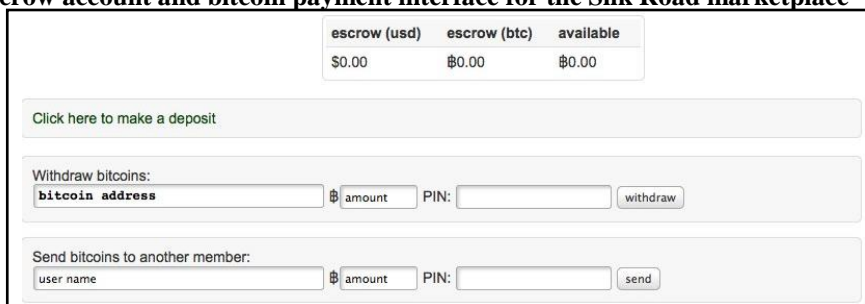 escrow account and bitcoin payment interface for the Silk Road marketplace
escrow (usd) escrow (btc) available
$0.00 ฿0.00 ฿0.00
Click here to make a deposit
Withdraw bitcoins:
bitcoin address ฿ amount PIN: withdraw
Send bitcoins to another member:
user name ฿ amount PIN: send